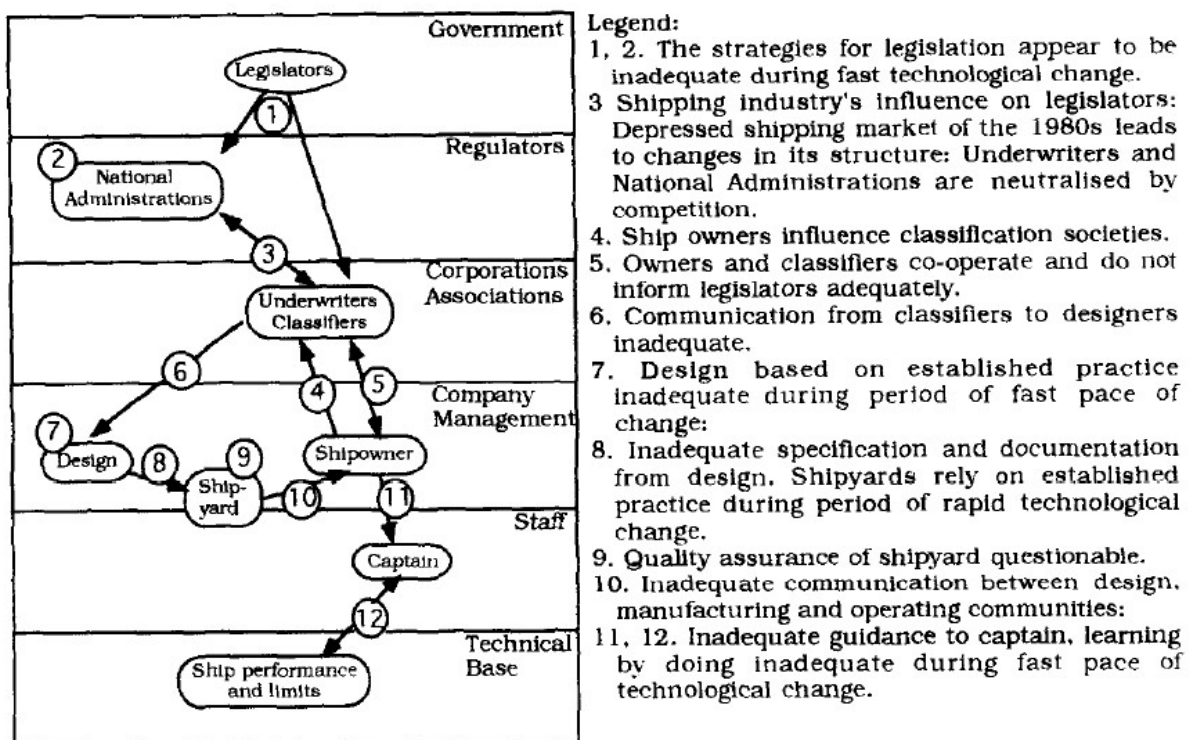 Government
Legislators
1
Regulators
2
National
Administrations
3
Corporations
Associations
Underwriters
Classifiers
6
4
5
Company
Management
7
Design
8
9
Ship-
yard
10
Shipowner
11
Staff
Captain
12
Technical
Base
Ship performance
and limits
Legend:
1, 2. The strategies for legislation appear to be
inadequate during fast technological change.
3 Shipping industry's influence on legislators:
Depressed shipping market of the 1980s leads
to changes in its structure: Underwriters and
National Administrations are neutralised by
competition.
4. Ship owners influence classification societies.
5. Owners and classifiers co-operate and do not
inform legislators adequately.
6. Communication from classifiers to designers
inadequate.
7. Design based on established practice
inadequate during period of fast pace of
change:
8. Inadequate specification and documentation
from design. Shipyards rely on established
practice during period of rapid technological
change.
9. Quality assurance of shipyard questionable.
10. Inadequate communication between design,
manufacturing and operating communities:
11, 12. Inadequate guidance to captain, learning
by doing inadequate during fast pace of
technological change.